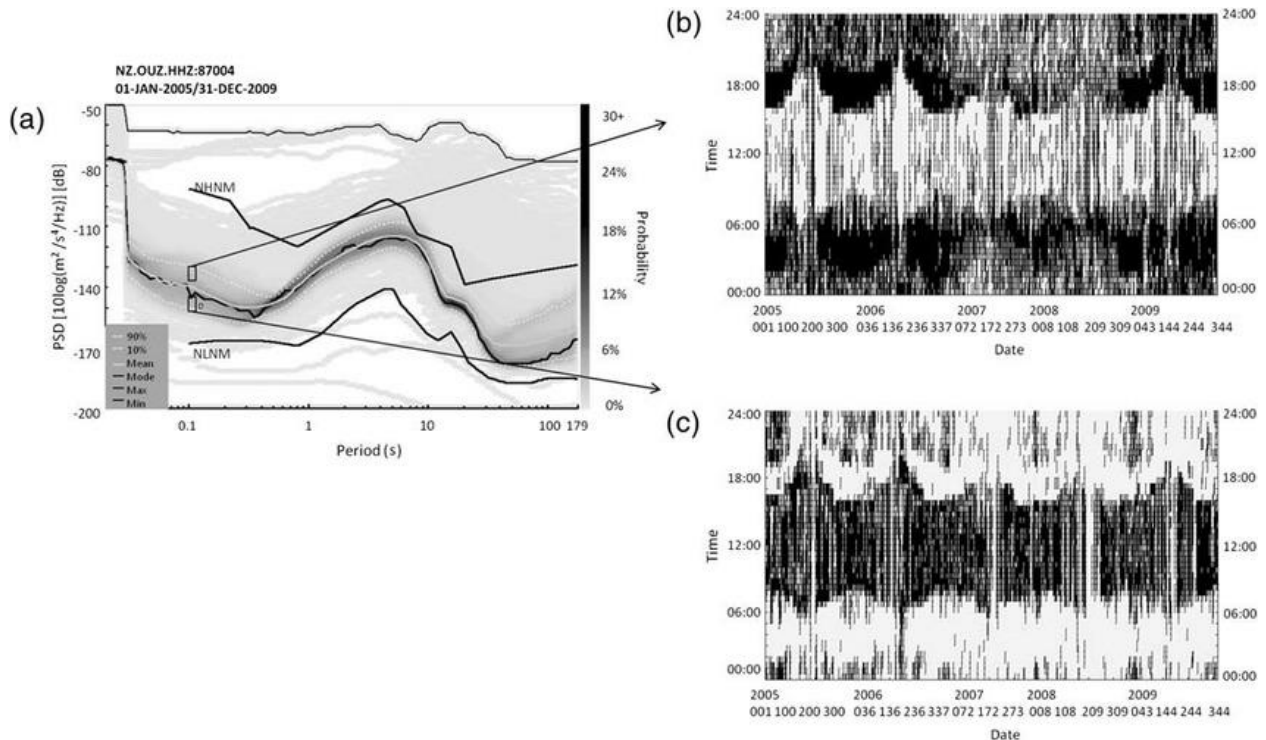 (a)
NZ.OUZ.HHZ:87004
01-JAN-2005/31-DEC-2009
PSD [10log(m²/s⁴/Hz)] [dB]
-50
-80
-110
-140
-170
-200
NHNM
NLNM
90%
10%
Mean
Mode
Max
Min
0.1 1 10 100 179
Period (s)
30+
24%
18%
12%
6%
0%
Probability
(b)
24:00 24:00
18:00 18:00
12:00 12:00
06:00 06:00
00:00 00:00
Time
2005 2006 2007 2008 2009
001 100 200 300 036 136 236 337 072 172 273 008 108 209 309 043 144 244 344
Date
(c)
24:00 24:00
18:00 18:00
12:00 12:00
06:00 06:00
00:00 00:00
Time
2005 2006 2007 2008 2009
001 100 200 300 036 136 236 337 072 172 273 008 108 209 309 043 144 244 344
Date